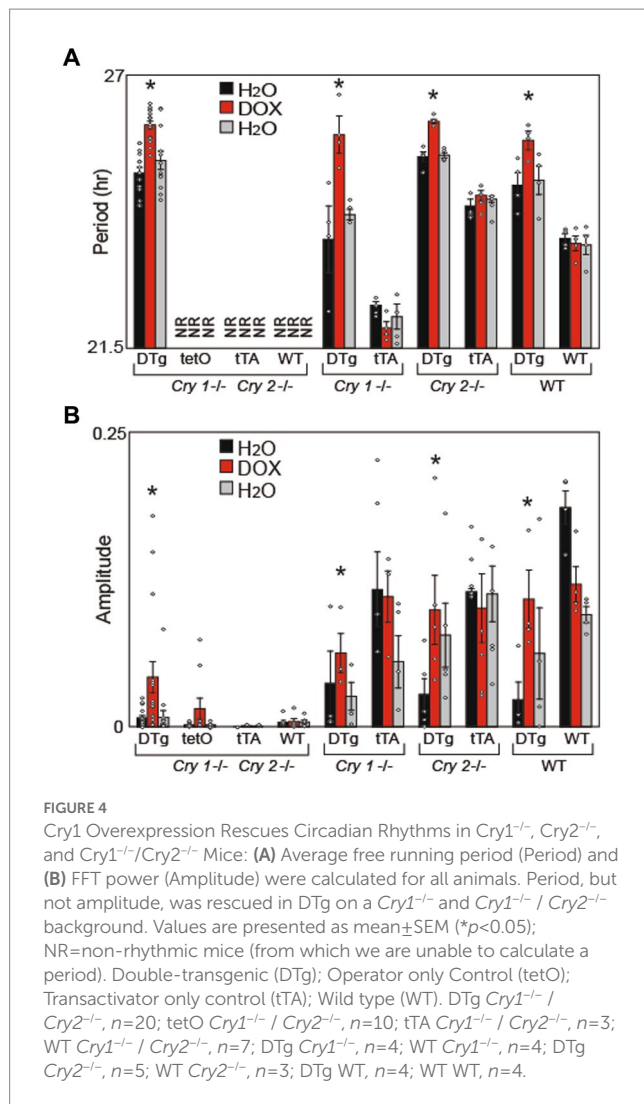 A
27
*
*
*
*
H2O
DOX
H2O
Period (hr)
NR NR NR NR NR NR NR NR NR
21.5
DTg tetO tTA WT DTg tTA DTg tTA DTg WT
Cry 1-/- Cry 2-/- Cry 1-/- Cry 2-/- WT
B
0.25
H2O
DOX
H2O
*
*
*
*
Amplitude
0
DTg tetO tTA WT DTg tTA DTg tTA DTg WT
Cry 1-/- Cry 2-/- Cry 1-/- Cry 2-/- WT
FIGURE 4
Cry1 Overexpression Rescues Circadian Rhythms in Cry1−/−, Cry2−/−,
and Cry1−/−/Cry2−/− Mice: (A) Average free running period (Period) and
(B) FFT power (Amplitude) were calculated for all animals. Period, but
not amplitude, was rescued in DTg on a Cry1−/− and Cry1−/− / Cry2−/−
background. Values are presented as mean±SEM (*p<0.05);
NR=non-rhythmic mice (from which we are unable to calculate a
period). Double-transgenic (DTg); Operator only Control (tetO);
Transactivator only control (tTA); Wild type (WT). DTg Cry1−/− /
Cry2−/−, n=20; tetO Cry1−/− / Cry2−/−, n=10; tTA Cry1−/− / Cry2−/−, n=3;
WT Cry1−/− / Cry2−/−, n=7; DTg Cry1−/−, n=4; WT Cry1−/−, n=4; DTg
Cry2−/−, n=5; WT Cry2−/−, n=3; DTg WT, n=4; WT WT, n=4.